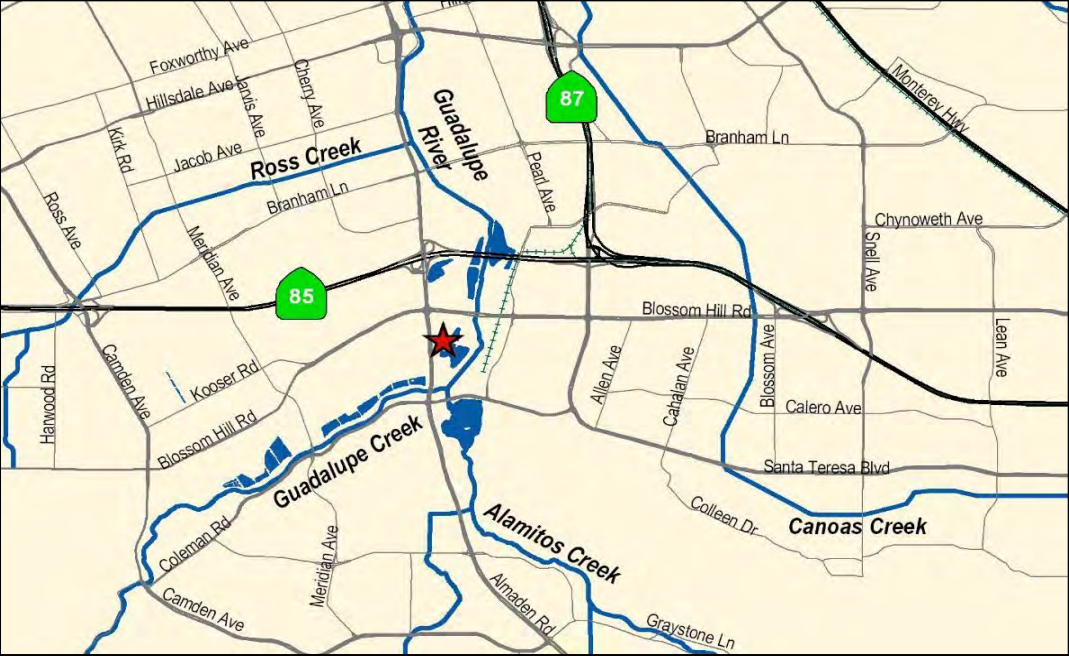 Foxworthy Ave
Hillsdale Ave
Jarvis Ave
Cherry Ave
Guadalupe
River
87
Monterey Hwy
Kirk Rd
Jacob Ave
Ross Creek
Branham Ln
Branham Ln
Pearl Ave
Ross Ave
Meridian Ave
Chynoweth Ave
Snell Ave
85
Blossom Hill Rd
Harwood Rd
Camden Ave
Kooser Rd
Allen Ave
Cahalan Ave
Blossom Ave
Lean Ave
Calero Ave
Blossom Hill Rd
Guadalupe Creek
Santa Teresa Blvd
Coleman Rd
Meridian Ave
Alamitos Creek
Colleen Dr
Canoas Creek
Camden Ave
Almaden Rd
Graystone Ln